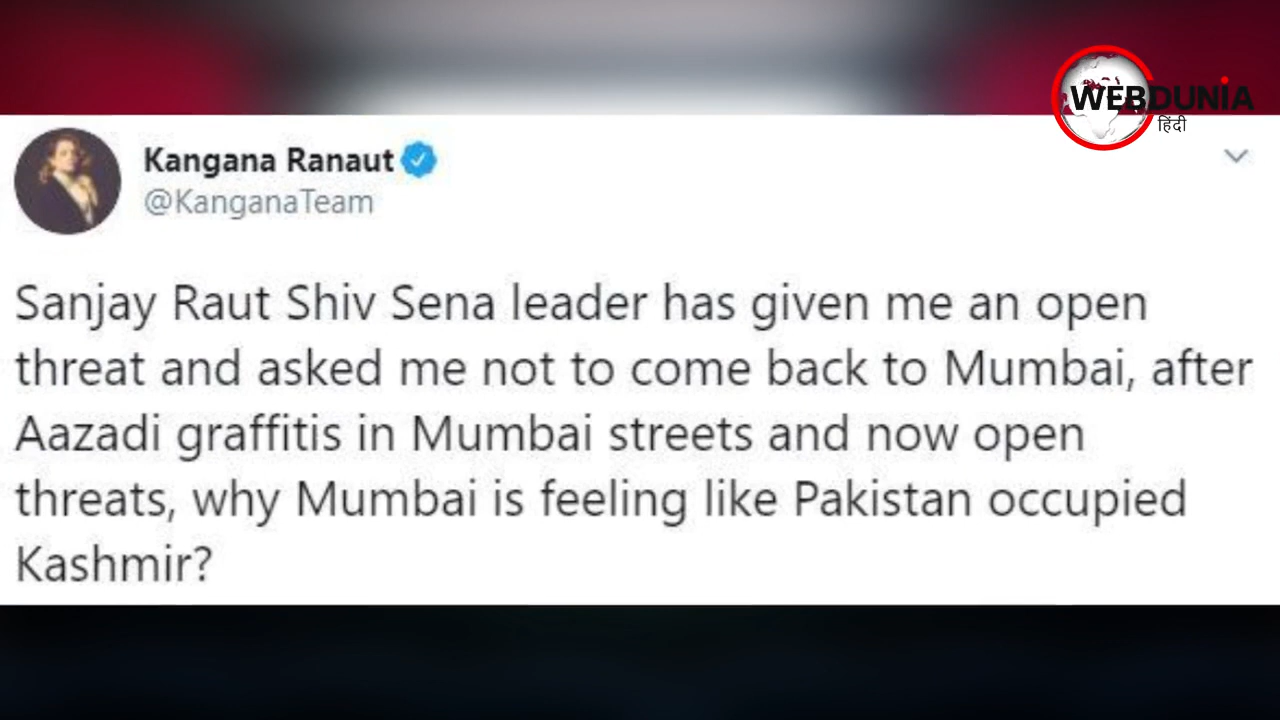 WEBDUNIA
हिंदी
Kangana Ranaut
@KanganaTeam
Sanjay Raut Shiv Sena leader has given me an open
threat and asked me not to come back to Mumbai, after
Aazadi graffitis in Mumbai streets and now open
threats, why Mumbai is feeling like Pakistan occupied
Kashmir?